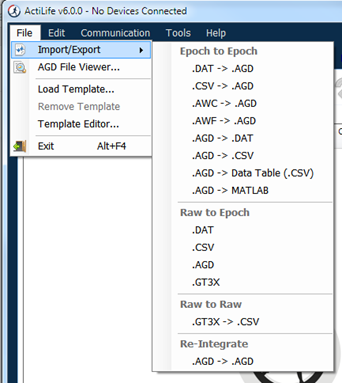 ActiLife v6.0.0 - No Devices Connected
File Edit Communication Tools Help
Import/Export
AGD File Viewer...
Load Template...
Remove Template
Template Editor...
Exit Alt+F4
Epoch to Epoch
.DAT -> .AGD
.CSV -> .AGD
.AWC -> .AGD
.AWF -> .AGD
.AGD -> .DAT
.AGD -> .CSV
.AGD -> Data Table (.CSV)
.AGD -> MATLAB
Raw to Epoch
.DAT
.CSV
.AGD
.GT3X
Raw to Raw
.GT3X -> .CSV
Re-Integrate
.AGD -> .AGD